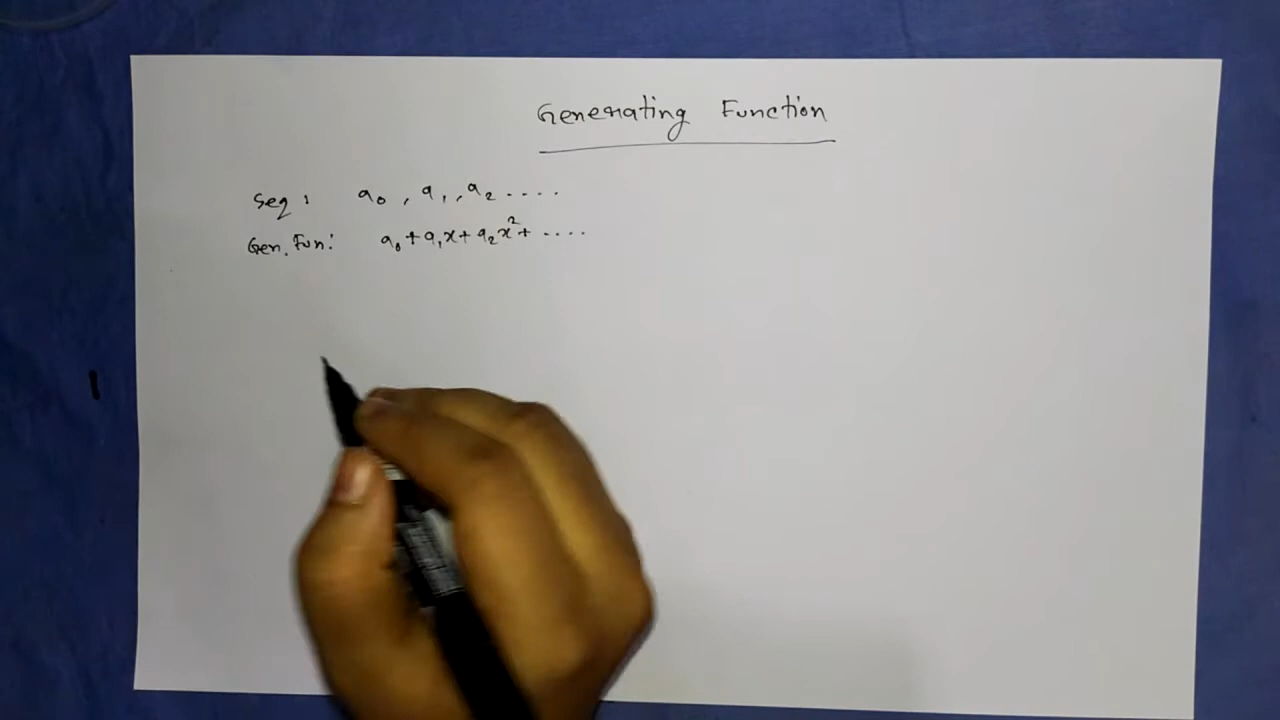 Generating Function
Seq: a₀, a₁, a₂ ....
Gen. Fun: a₀+a₁x+a₂x²+ ....